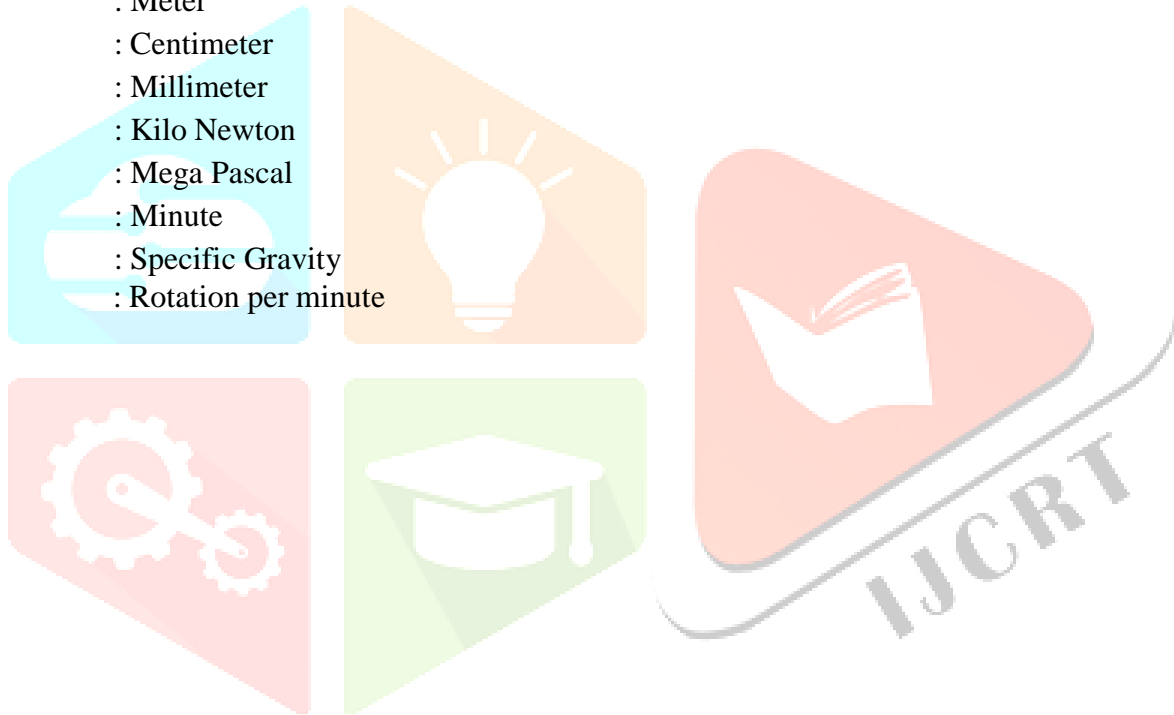 : Meter
: Centimeter
: Millimeter
: Kilo Newton
: Mega Pascal
: Minute
: Specific Gravity
: Rotation per minute
IJCRT